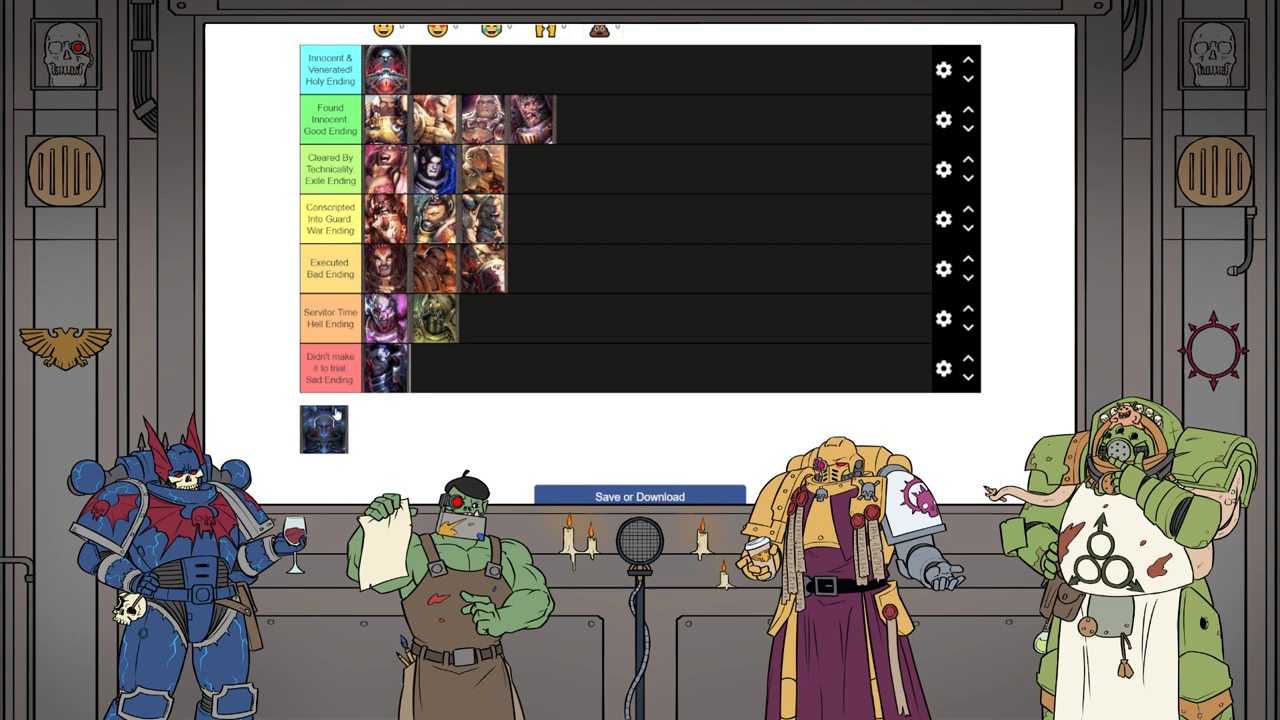 Innocent &
Venerated!
Holy Ending
Found
Innocent.
Good Ending
Cleared By
Technicality.
Exile Ending
Conscripted
Into Guard.
War Ending
Executed.
Bad Ending
Servitor Time
Hell Ending
Didn't make
it to trial.
Sad Ending.
Save or Download